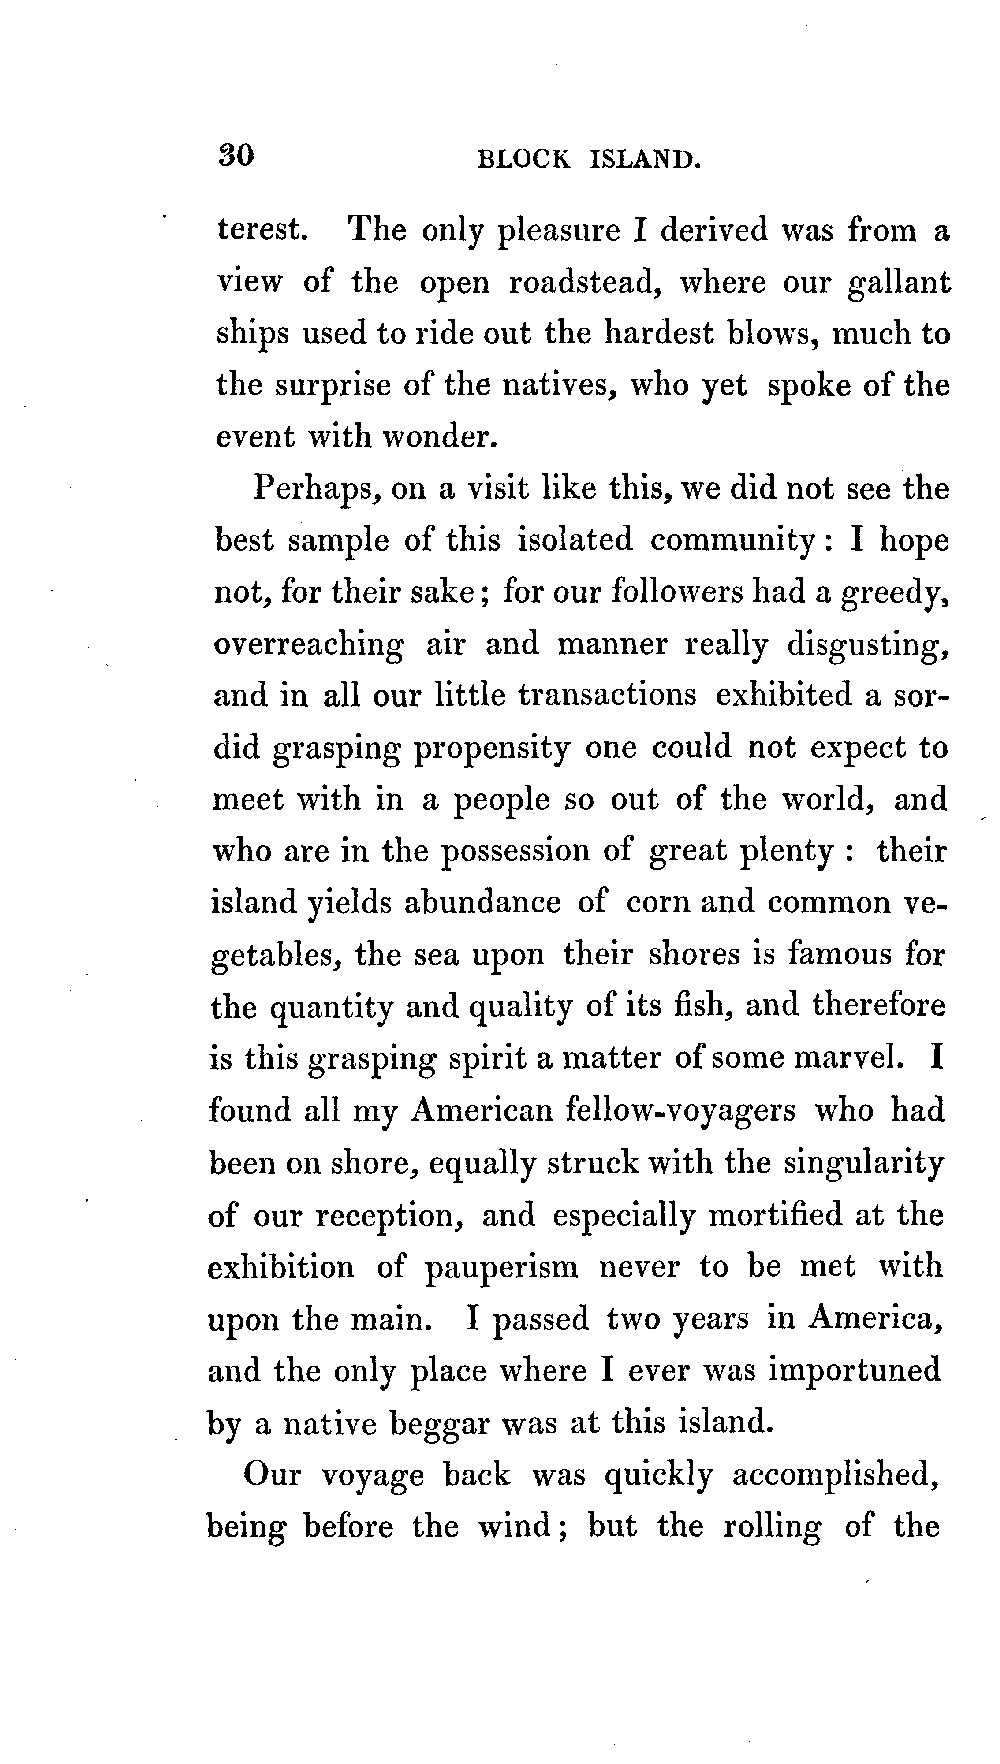 30 BLOCK ISLAND.
terest. The only pleasure I derived was from a
view of the open roadstead, where our gallant
ships used to ride out the hardest blows, much to
the surprise of the natives, who yet spoke of the
event with wonder.
Perhaps, on a visit like this, we did not see the
best sample of this isolated community : I hope
not, for their sake ; for our followers had a greedy,
overreaching air and manner really disgusting,
and in all our little transactions exhibited a sor-
did grasping propensity one could not expect to
meet with in a people so out of the world, and
who are in the possession of great plenty : their
island yields abundance of corn and common ve-
getables, the sea upon their shores is famous for
the quantity and quality of its fish, and therefore
is this grasping spirit a matter of some marvel. I
found all my American fellow-voyagers who had
been on shore, equally struck with the singularity
of our reception, and especially mortified at the
exhibition of pauperism never to be met with
upon the main. I passed two years in America,
and the only place where I ever was importuned
by a native beggar was at this island.
Our voyage back was quickly accomplished,
being before the wind ; but the rolling of the